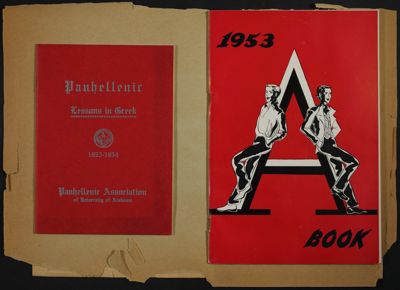 Panhellenic
Lessons in Greek
1953-1954
Panhellenic Association
of University of Alabama
1953
A
BOOK